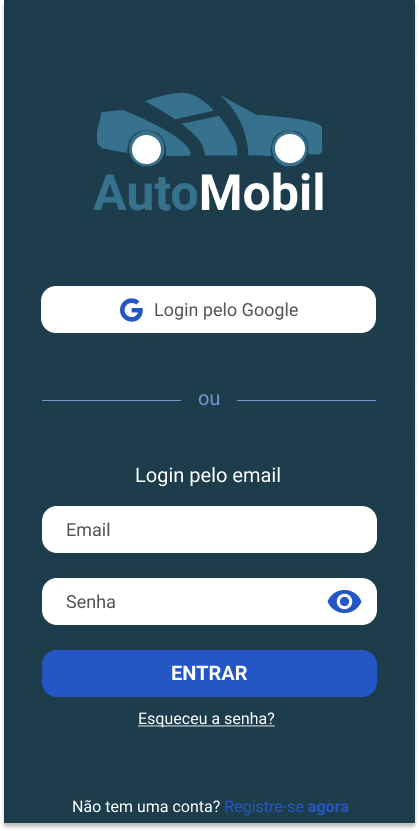 AutoMobil
Login pelo Google
ou
Login pelo email
Email
Senha
ENTRAR
Esqueceu a senha?
Não tem uma conta? Registre-se agora